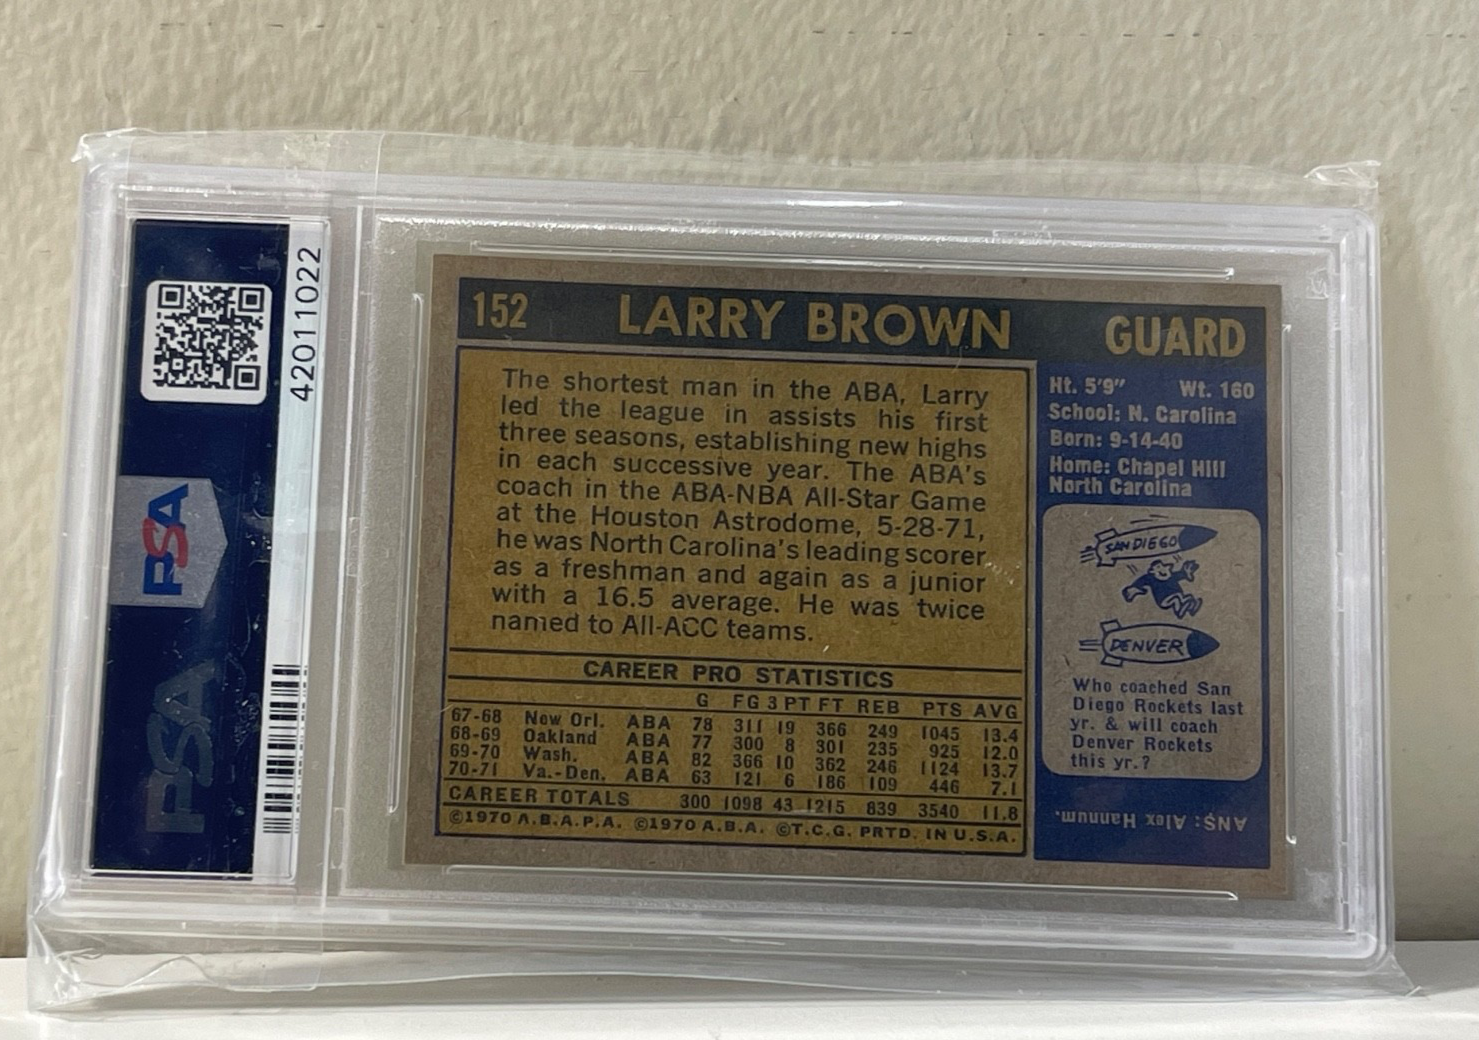 42011022
PSA
PSA
152 LARRY BROWN GUARD
The shortest man in the ABA, Larry
led the league in assists his first
three seasons, establishing new highs
in each successive year. The ABA's
coach in the ABA-NBA All-Star Game
at the Houston Astrodome, 5-28-71,
he was North Carolina's leading scorer
as a freshman and again as a junior
with a 16.5 average. He was twice
named to All-ACC teams.
CAREER PRO STATISTICS
G FG 3 PT FT REB PTS AVG
67-68 New Orl. ABA 78 311 19 366 249 1045 13.4
68-69 Oakland ABA 77 300 8 301 235 925 12.0
69-70 Wash. ABA 82 366 10 362 246 1124 13.7
70-71 Va.-Den. ABA 63 121 6 186 109 446 7.1
CAREER TOTALS 300 1098 43 1215 839 3540 11.8
©1970 A.B.A.P.A. ©1970 A.B.A. ©T.C.G. PRTD. IN U.S.A.
Ht. 5'9" Wt. 160
School: N. Carolina
Born: 9-14-40
Home: Chapel Hill
North Carolina
SAN DIEGO
DENVER
Who coached San
Diego Rockets last
yr. & will coach
Denver Rockets
this yr.?
ANS: Alex Hannum.